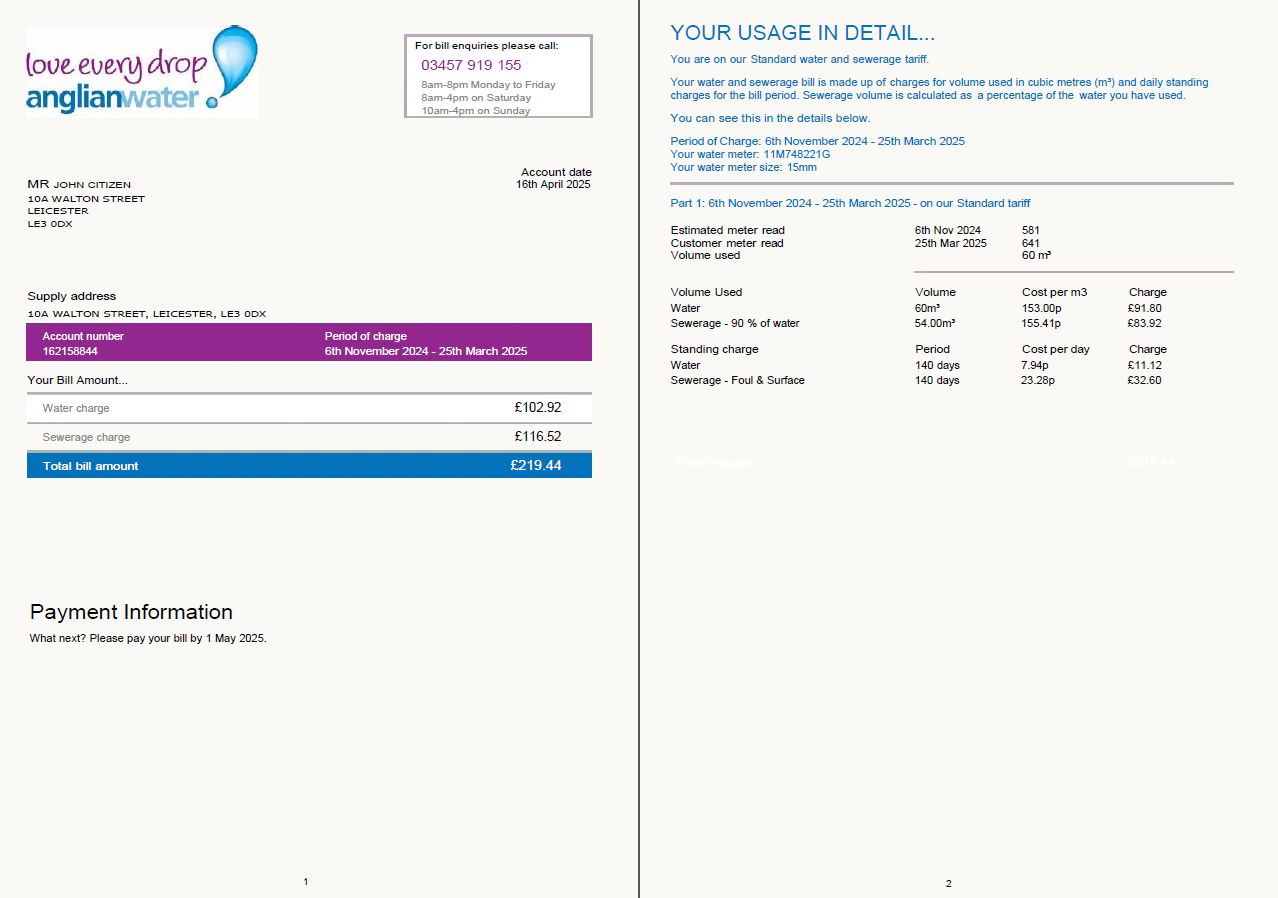 love every drop
anglianwater.
For bill enquiries please call:
03457 919 155
8am-8pm Monday to Friday
8am-4pm on Saturday
10am-4pm on Sunday
Account date
16th April 2025
MR JOHN CITIZEN
10A WALTON STREET
LEICESTER
LE3 0DX
Supply address
10A WALTON STREET, LEICESTER, LE3 0DX
Account number Period of charge
162158844 6th November 2024 - 25th March 2025
Your Bill Amount...
Water charge £102.92
Sewerage charge £116.52
Total bill amount £219.44
Payment Information
What next? Please pay your bill by 1 May 2025.
1
YOUR USAGE IN DETAIL...
You are on our Standard water and sewerage tariff.
Your water and sewerage bill is made up of charges for volume used in cubic metres (m³) and daily standing
charges for the bill period. Sewerage volume is calculated as a percentage of the water you have used.
You can see this in the details below.
Period of Charge: 6th November 2024 - 25th March 2025
Your water meter: 11M748221G
Your water meter size: 15mm
Part 1: 6th November 2024 - 25th March 2025 - on our Standard tariff
Estimated meter read 6th Nov 2024 581
Customer meter read 25th Mar 2025 641
Volume used 60 m³
Volume Used Volume Cost per m3 Charge
Water 60m³ 153.00p £91.80
Sewerage - 90 % of water 54.00m³ 155.41p £83.92
Standing charge Period Cost per day Charge
Water 140 days 7.94p £11.12
Sewerage - Foul & Surface 140 days 23.28p £32.60
Total charges £219.44
2